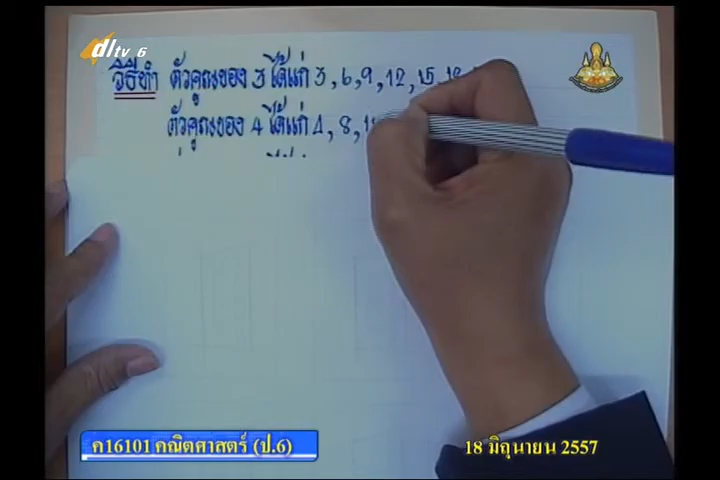 dltv 6
วิธีทำ ตัวคูณของ 3 ได้แก่ 3, 6, 9, 12, 15, 18,
ตัวคูณของ 4 ได้แก่ 4, 8,
ค16101 คณิตศาสตร์ (ป.6)
18 มิถุนายน 2557